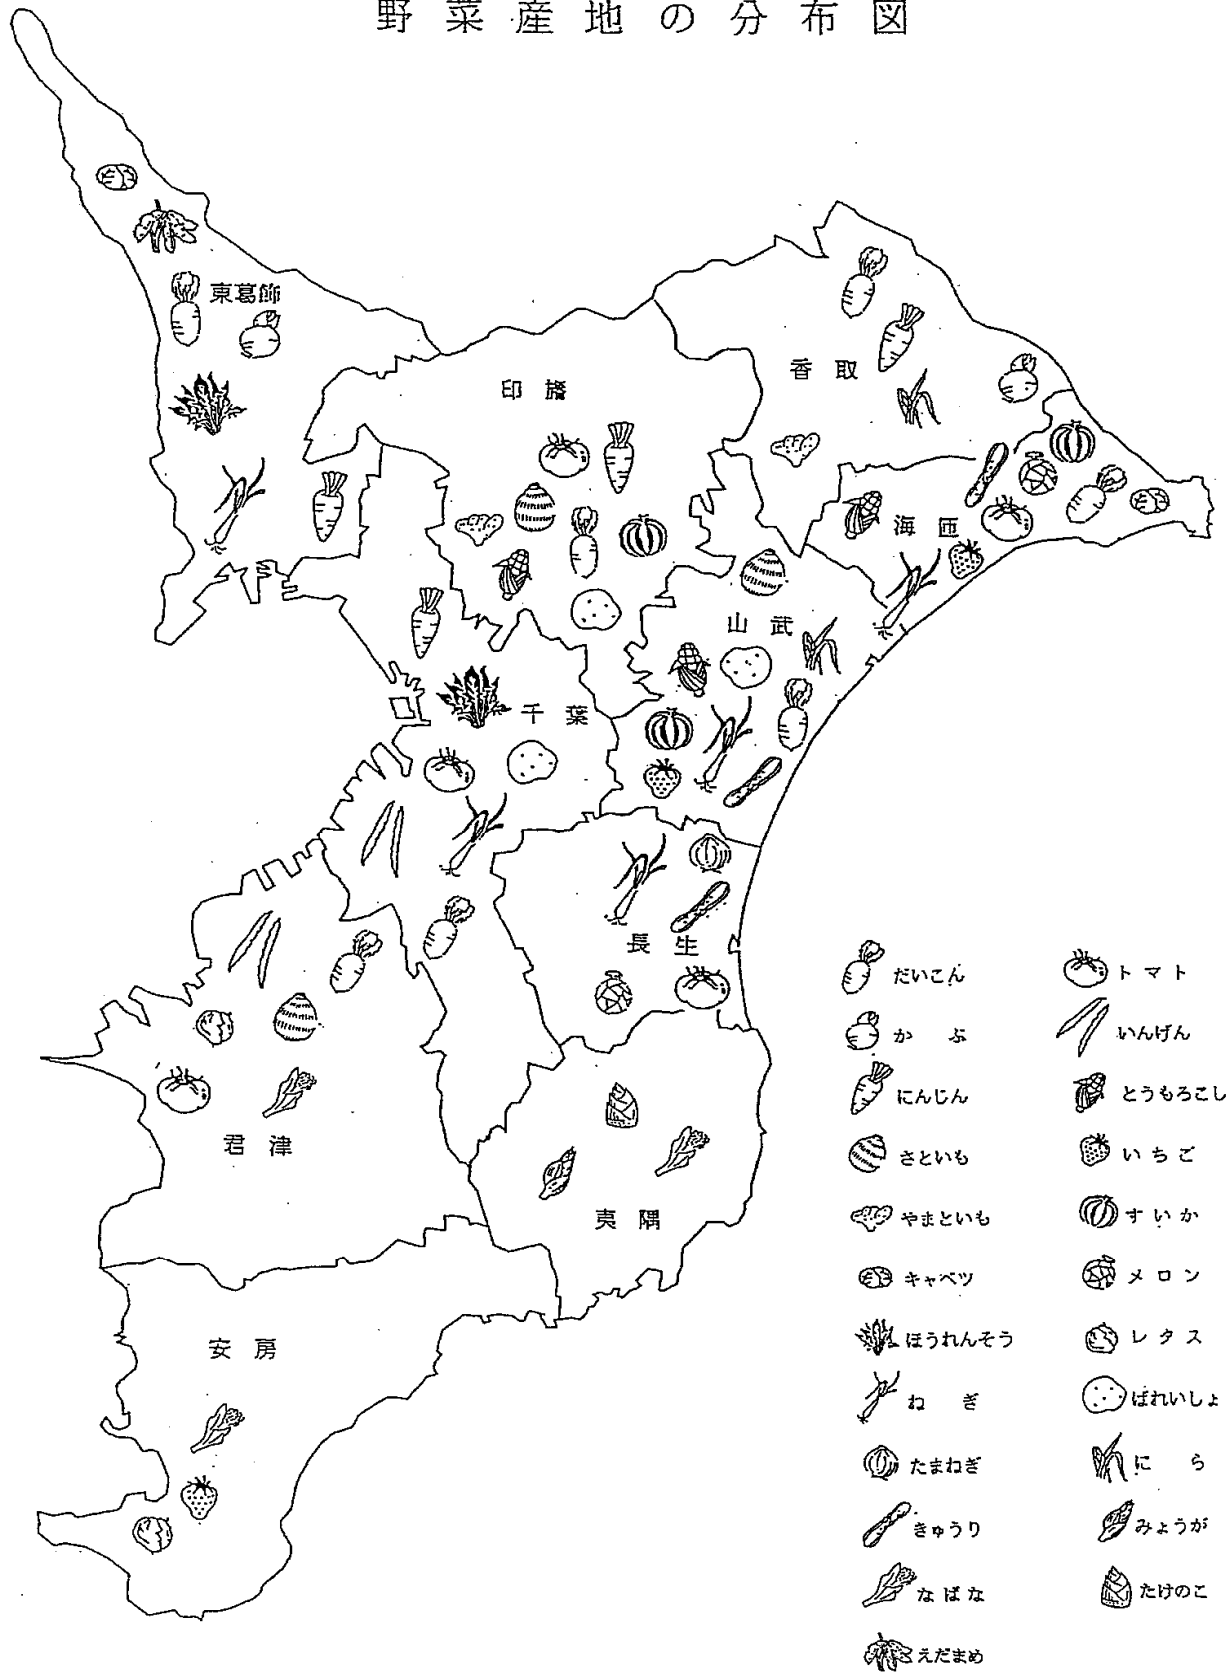 野菜産地の分布図
東葛飾
印旛
香取
海匝
山武
千葉
長生
君津
夷隅
安房
だいこん
かぶ
にんじん
さといも
やまといも
キャベツ
ほうれんそう
ねぎ
たまねぎ
きゅうり
なばな
えだまめ
トマト
いんげん
とうもろこし
いちご
すいか
メロン
レタス
ばれいしょ
にら
みょうが
たけのこ